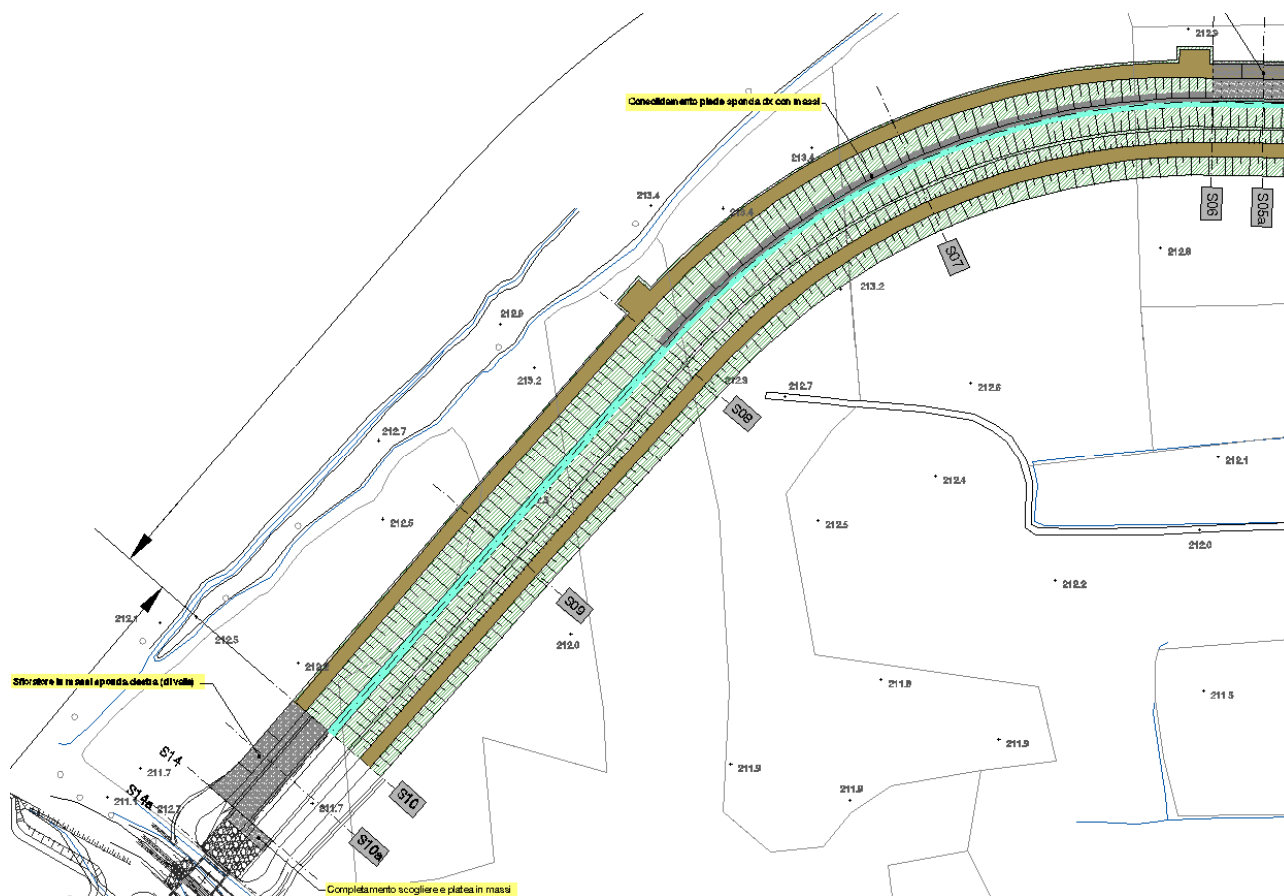 212.9
Consolidamento piede sponda dx con massi
213.4
213.4
213.4
S06
S05a
S07
212.8
213.2
212.9
213.2
212.7
212.6
S08
212.7
212.1
212.4
212.5
212.5
212.0
212.2
S09
212.1
212.5
212.0
Sfioratore in massi sponda destra (di valle)
211.8
211.5
S14
211.9
211.7
211.9
S10
S14a
211.7
211.9
S10a
Completamento scogliere e platea in massi